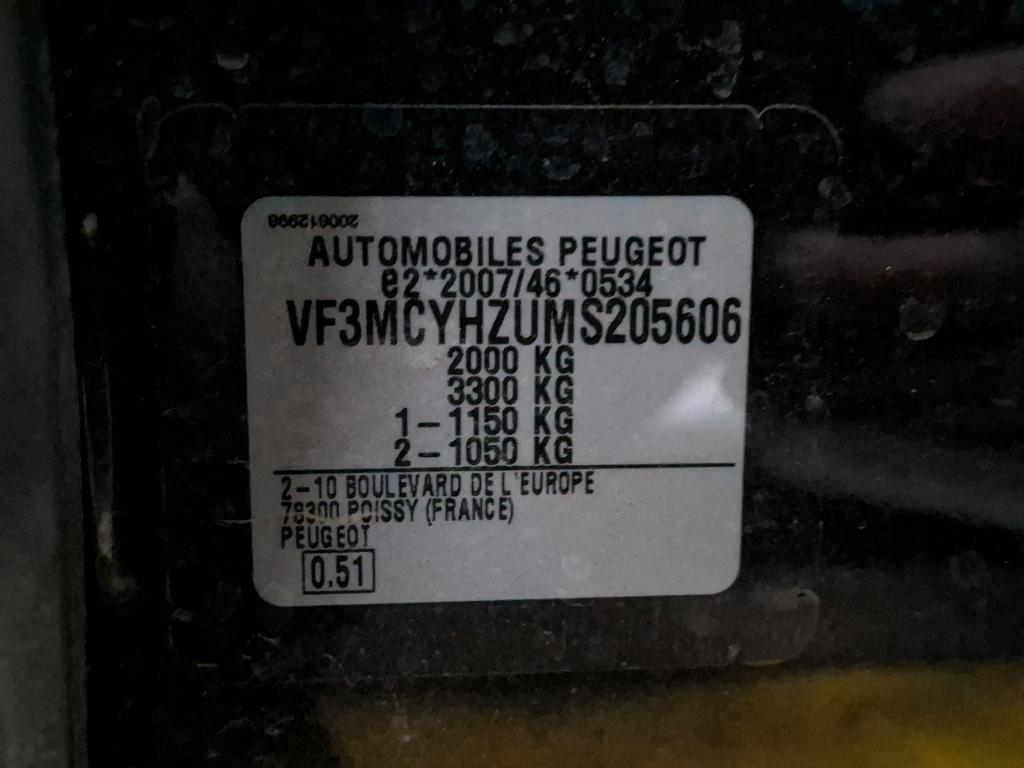 200612998
AUTOMOBILES PEUGEOT
e2*2007/46*0534
VF3MCYHZUMS205606
2000 KG
3300 KG
1-1150 KG
2-1050 KG
2-10 BOULEVARD DE L'EUROPE
78300 POISSY (FRANCE)
PEUGEOT
0.51